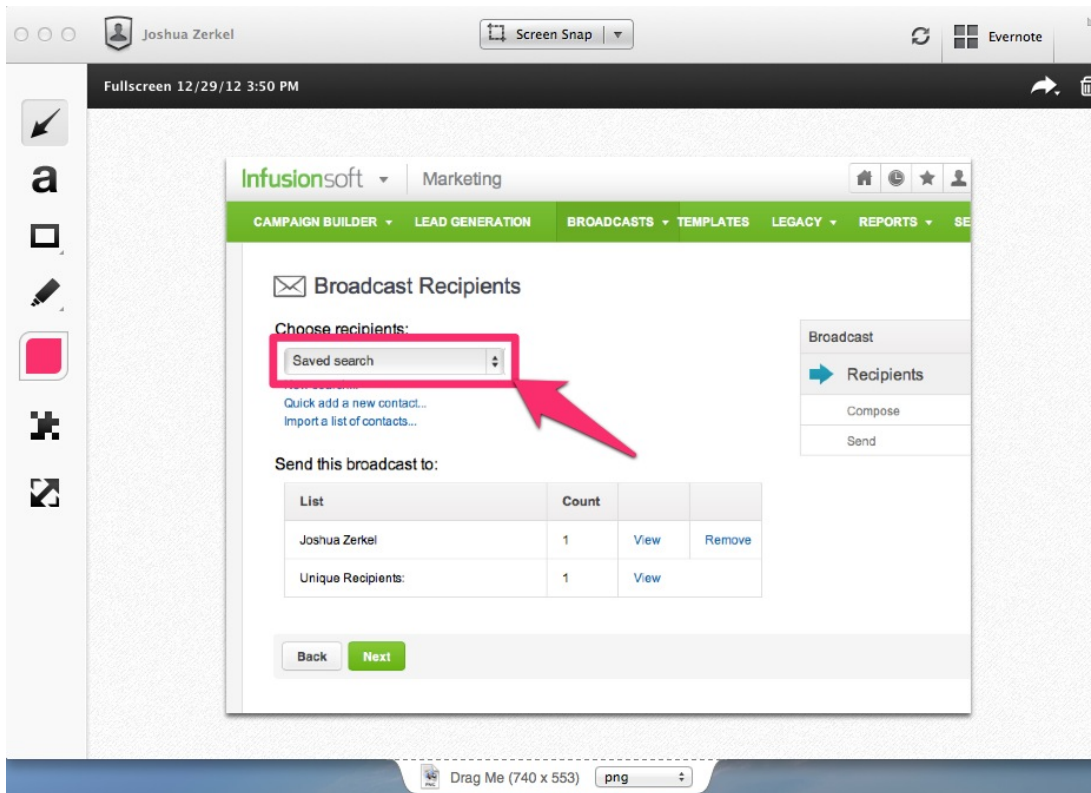 Joshua Zerkel
Screen Snap
Evernote
Fullscreen 12/29/12 3:50 PM
a
Infusionsoft Marketing
CAMPAIGN BUILDER LEAD GENERATION BROADCASTS TEMPLATES LEGACY REPORTS SE
Broadcast Recipients
Choose recipients:
Saved search
Quick add a new contact...
Import a list of contacts...
Send this broadcast to:
List Count
Joshua Zerkel 1 View Remove
Unique Recipients: 1 View
Back Next
Broadcast
Recipients
Compose
Send
Drag Me (740 x 553) png